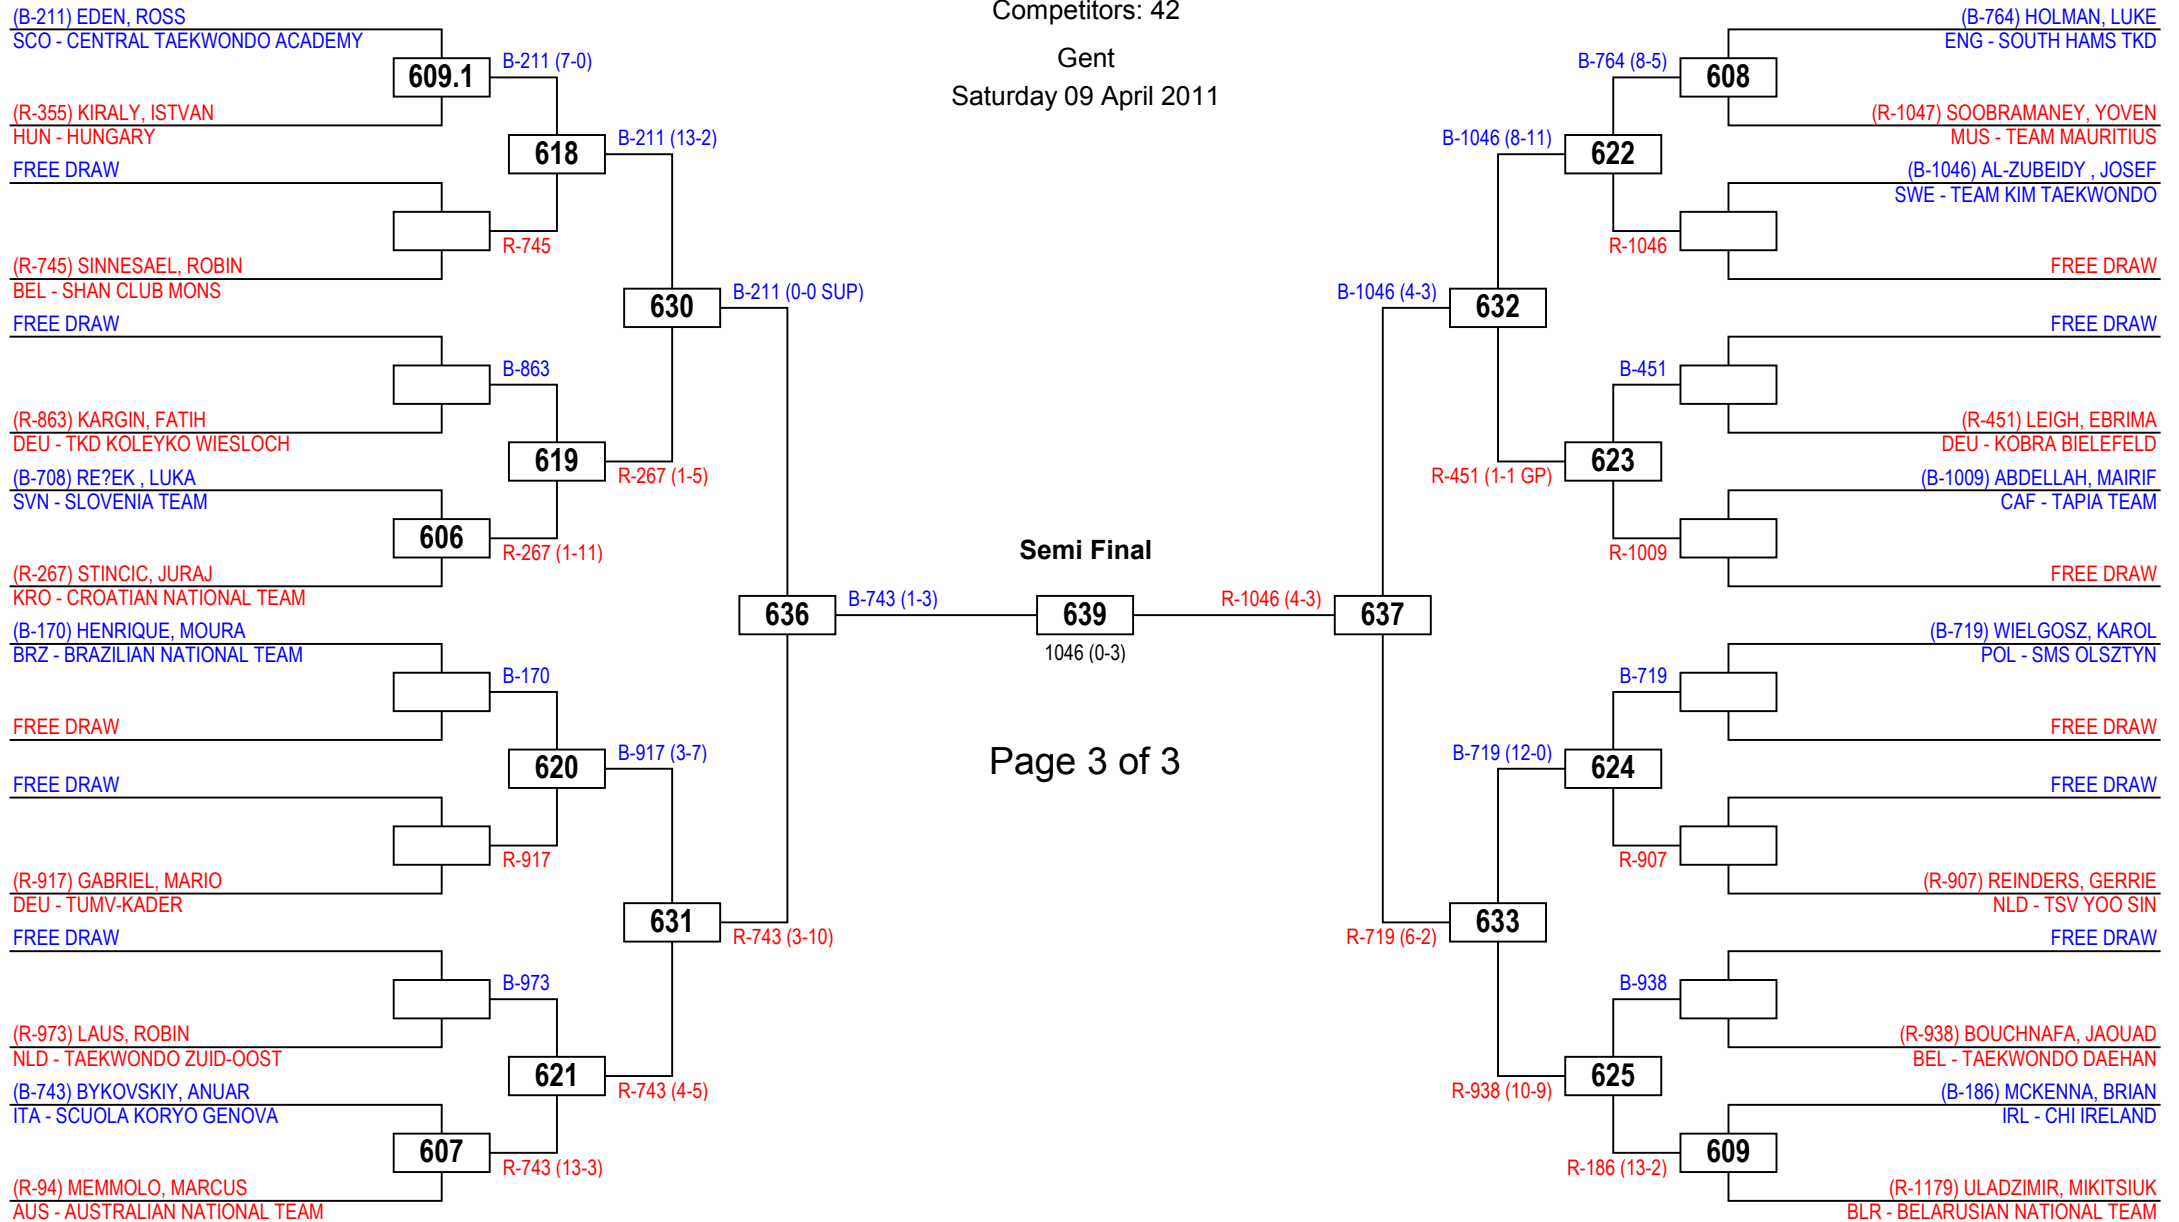 Competitors: 42
Gent
Saturday 09 April 2011
(B-211) EDEN, ROSS
SCO - CENTRAL TAEKWONDO ACADEMY
609.1
B-211 (7-0)
(R-355) KIRALY, ISTVAN
HUN - HUNGARY
618
B-211 (13-2)
FREE DRAW
R-745
(R-745) SINNESAEL, ROBIN
BEL - SHAN CLUB MONS
630
B-211 (0-0 SUP)
FREE DRAW
B-863
(R-863) KARGIN, FATIH
DEU - TKD KOLEYKO WIESLOCH
619
R-267 (1-5)
(B-708) RE?EK , LUKA
SVN - SLOVENIA TEAM
606
R-267 (1-11)
(R-267) STINCIC, JURAJ
KRO - CROATIAN NATIONAL TEAM
636
B-743 (1-3)
(B-170) HENRIQUE, MOURA
BRZ - BRAZILIAN NATIONAL TEAM
B-170
FREE DRAW
620
B-917 (3-7)
FREE DRAW
R-917
(R-917) GABRIEL, MARIO
DEU - TUMV-KADER
631
R-743 (3-10)
FREE DRAW
B-973
(R-973) LAUS, ROBIN
NLD - TAEKWONDO ZUID-OOST
621
R-743 (4-5)
(B-743) BYKOVSKIY, ANUAR
ITA - SCUOLA KORYO GENOVA
607
R-743 (13-3)
(R-94) MEMMOLO, MARCUS
AUS - AUSTRALIAN NATIONAL TEAM
Semi Final
639
1046 (0-3)
Page 3 of 3
(B-764) HOLMAN, LUKE
ENG - SOUTH HAMS TKD
B-764 (8-5)
608
(R-1047) SOOBRAMANEY, YOVEN
MUS - TEAM MAURITIUS
B-1046 (8-11)
622
(B-1046) AL-ZUBEIDY , JOSEF
SWE - TEAM KIM TAEKWONDO
R-1046
FREE DRAW
B-1046 (4-3)
632
FREE DRAW
B-451
(R-451) LEIGH, EBRIMA
DEU - KOBRA BIELEFELD
R-451 (1-1 GP)
623
(B-1009) ABDELLAH, MAIRIF
CAF - TAPIA TEAM
R-1009
FREE DRAW
R-1046 (4-3)
637
(B-719) WIELGOSZ, KAROL
POL - SMS OLSZTYN
B-719
FREE DRAW
B-719 (12-0)
624
FREE DRAW
R-907
(R-907) REINDERS, GERRIE
NLD - TSV YOO SIN
R-719 (6-2)
633
FREE DRAW
B-938
(R-938) BOUCHNAFA, JAOUAD
BEL - TAEKWONDO DAEHAN
R-938 (10-9)
625
(B-186) MCKENNA, BRIAN
IRL - CHI IRELAND
R-186 (13-2)
609
(R-1179) ULADZIMIR, MIKITSIUK
BLR - BELARUSIAN NATIONAL TEAM